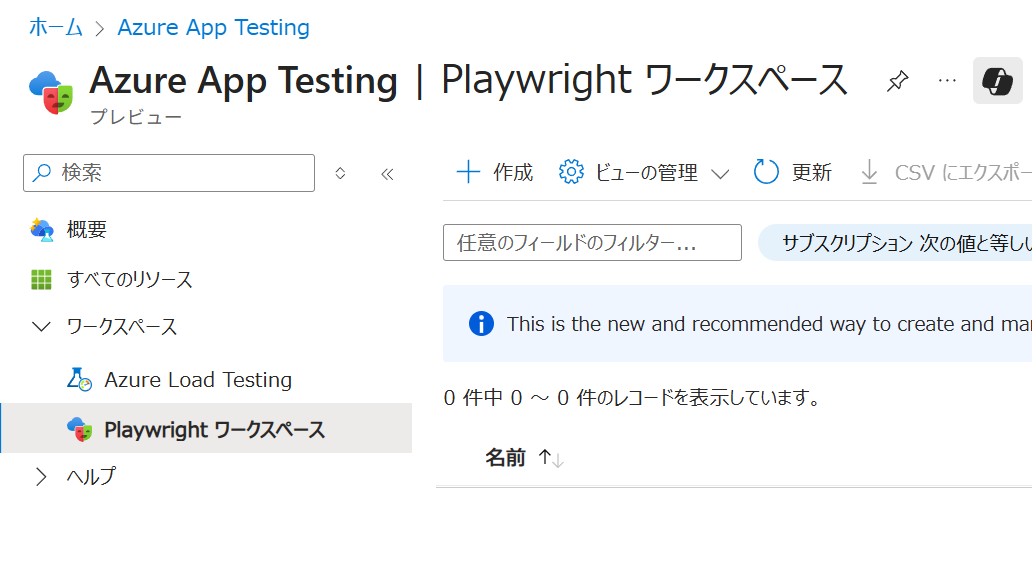 ホーム > Azure App Testing
Azure App Testing | Playwright ワークスペース
プレビュー
検索
作成 ビューの管理 更新 CSV にエクスポー
概要
任意のフィールドのフィルター... サブスクリプション 次の値と等しい
すべてのリソース
ワークスペース
This is the new and recommended way to create and mar
Azure Load Testing
0 件中 0 ～ 0 件のレコードを表示しています。
Playwright ワークスペース
名前
ヘルプ